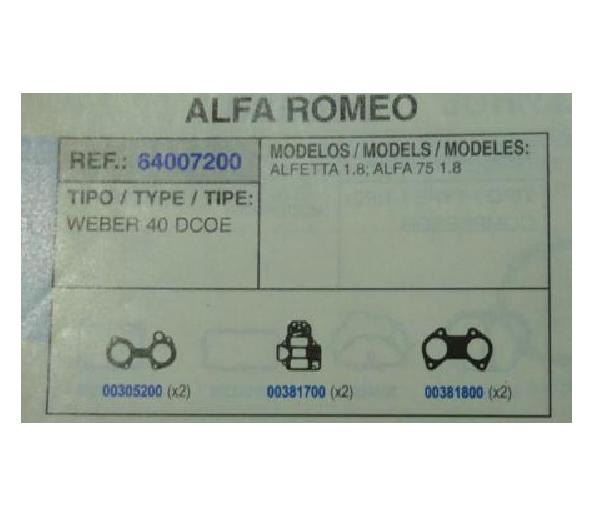 ALFA ROMEO
REF.: 64007200
MODELOS / MODELS / MODELES:
ALFETTA 1.8; ALFA 75 1.8
TIPO / TYPE / TIPE:
WEBER 40 DCOE
00305200 (x2)
00381700 (x2)
00381800 (x2)